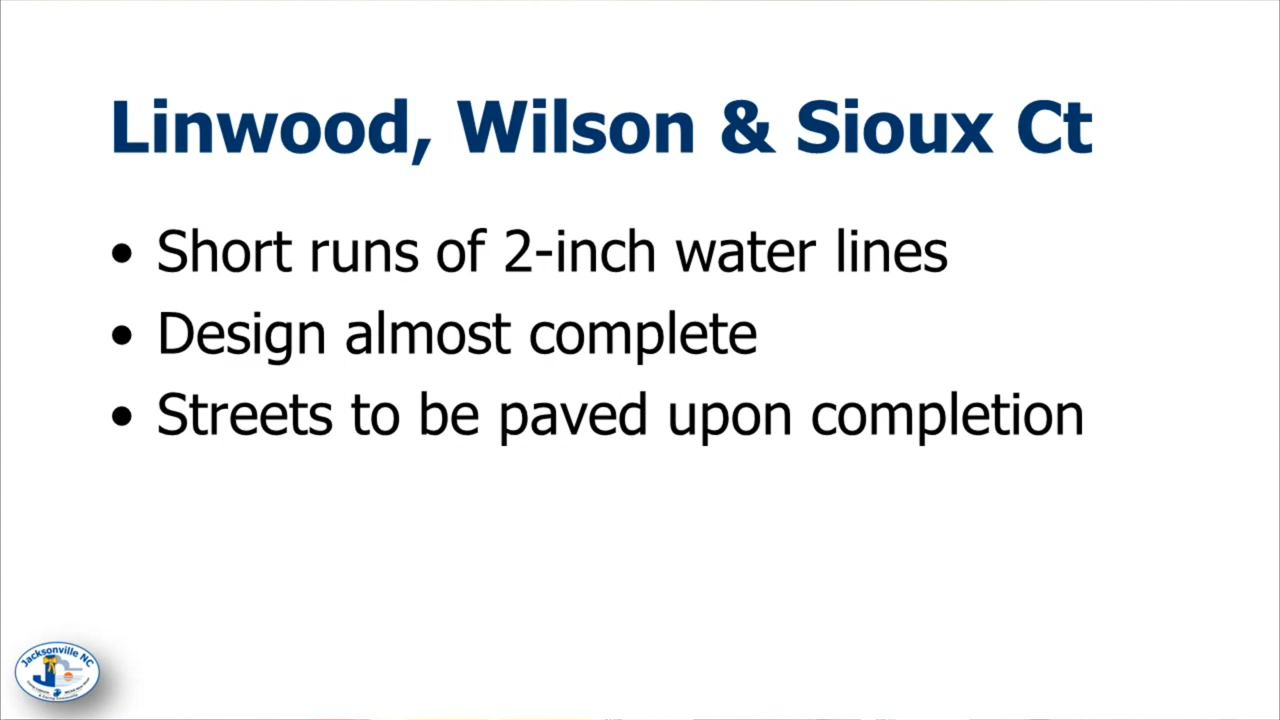 Linwood, Wilson & Sioux Ct
• Short runs of 2-inch water lines
• Design almost complete
• Streets to be paved upon completion
Jacksonville NC